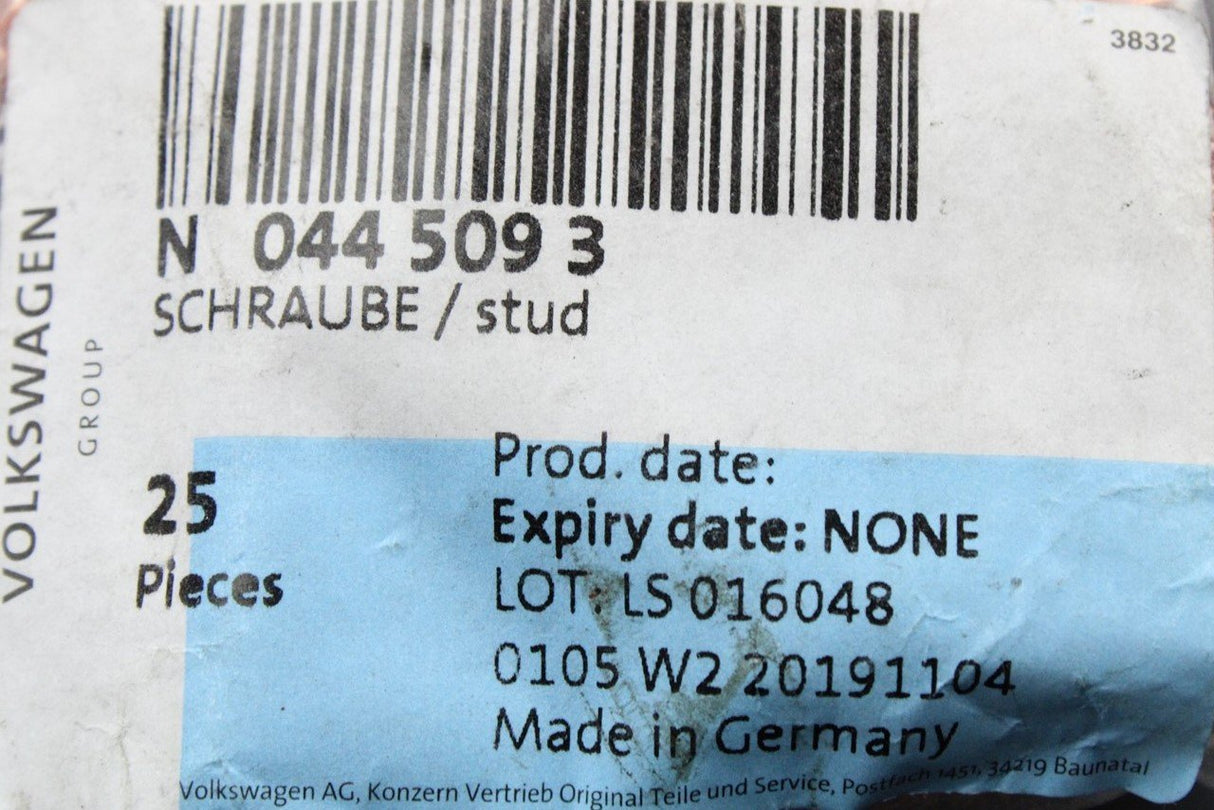 3832
N 044 509 3
SCHRAUBE / stud
VOLKSWAGEN
GROUP
25
Pieces
Prod. date:
Expiry date: NONE
LOT: LS 016048
0105 W2 20191104
Made in Germany
Volkswagen AG, Konzern Vertrieb Original Teile und Service, Postfach 1451, 34219 Baunatal